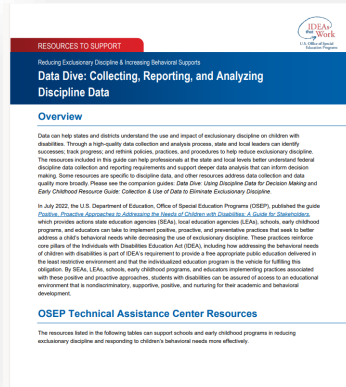 IDEAs
that Work
U.S. Office of Special
Education Programs
RESOURCES TO SUPPORT
Reducing Exclusionary Discipline & Increasing Behavioral Supports
Data Dive: Collecting, Reporting, and Analyzing
Discipline Data
Overview
Data can help states and districts understand the use and impact of exclusionary discipline on children with
disabilities. Through a high-quality data collection and analysis process, state and local leaders can identify
successes; track progress; and rethink policies, practices, and procedures to help reduce exclusionary discipline.
The resources included in this guide can help professionals at the state and local levels better understand federal
discipline data collection and reporting requirements and support deeper data analysis that can inform decision
making. Some resources are specific to discipline data, and other resources address data collection and data
quality more broadly. Please see the companion guides: Data Dive: Using Discipline Data for Decision Making and
Early Childhood Resource Guide: Collection & Use of Data to Eliminate Exclusionary Discipline.
In July 2022, the U.S. Department of Education, Office of Special Education Programs (OSEP), published the guide
Positive, Proactive Approaches to Addressing the Needs of Children with Disabilities: A Guide for Stakeholders,
which provides actions state education agencies (SEAs), local education agencies (LEAs), schools, early childhood
programs, and educators can take to implement positive, proactive, and preventative practices that seek to better
address a child's behavioral needs while decreasing the use of exclusionary discipline. These practices reinforce
core pillars of the Individuals with Disabilities Education Act (IDEA), including how addressing the behavioral needs
of children with disabilities is part of IDEA's requirement to provide a free appropriate public education delivered in
the least restrictive environment and that the individualized education program is the vehicle for fulfilling this
obligation. By SEAs, LEAs, schools, early childhood programs, and educators implementing practices associated
with these positive and proactive approaches, students with disabilities can be assured of access to an educational
environment that is nondiscriminatory, supportive, positive, and nurturing for their academic and behavioral
development.
OSEP Technical Assistance Center Resources
The resources listed in the following tables can support schools and early childhood programs in reducing
exclusionary discipline and responding to children's behavioral needs more effectively.